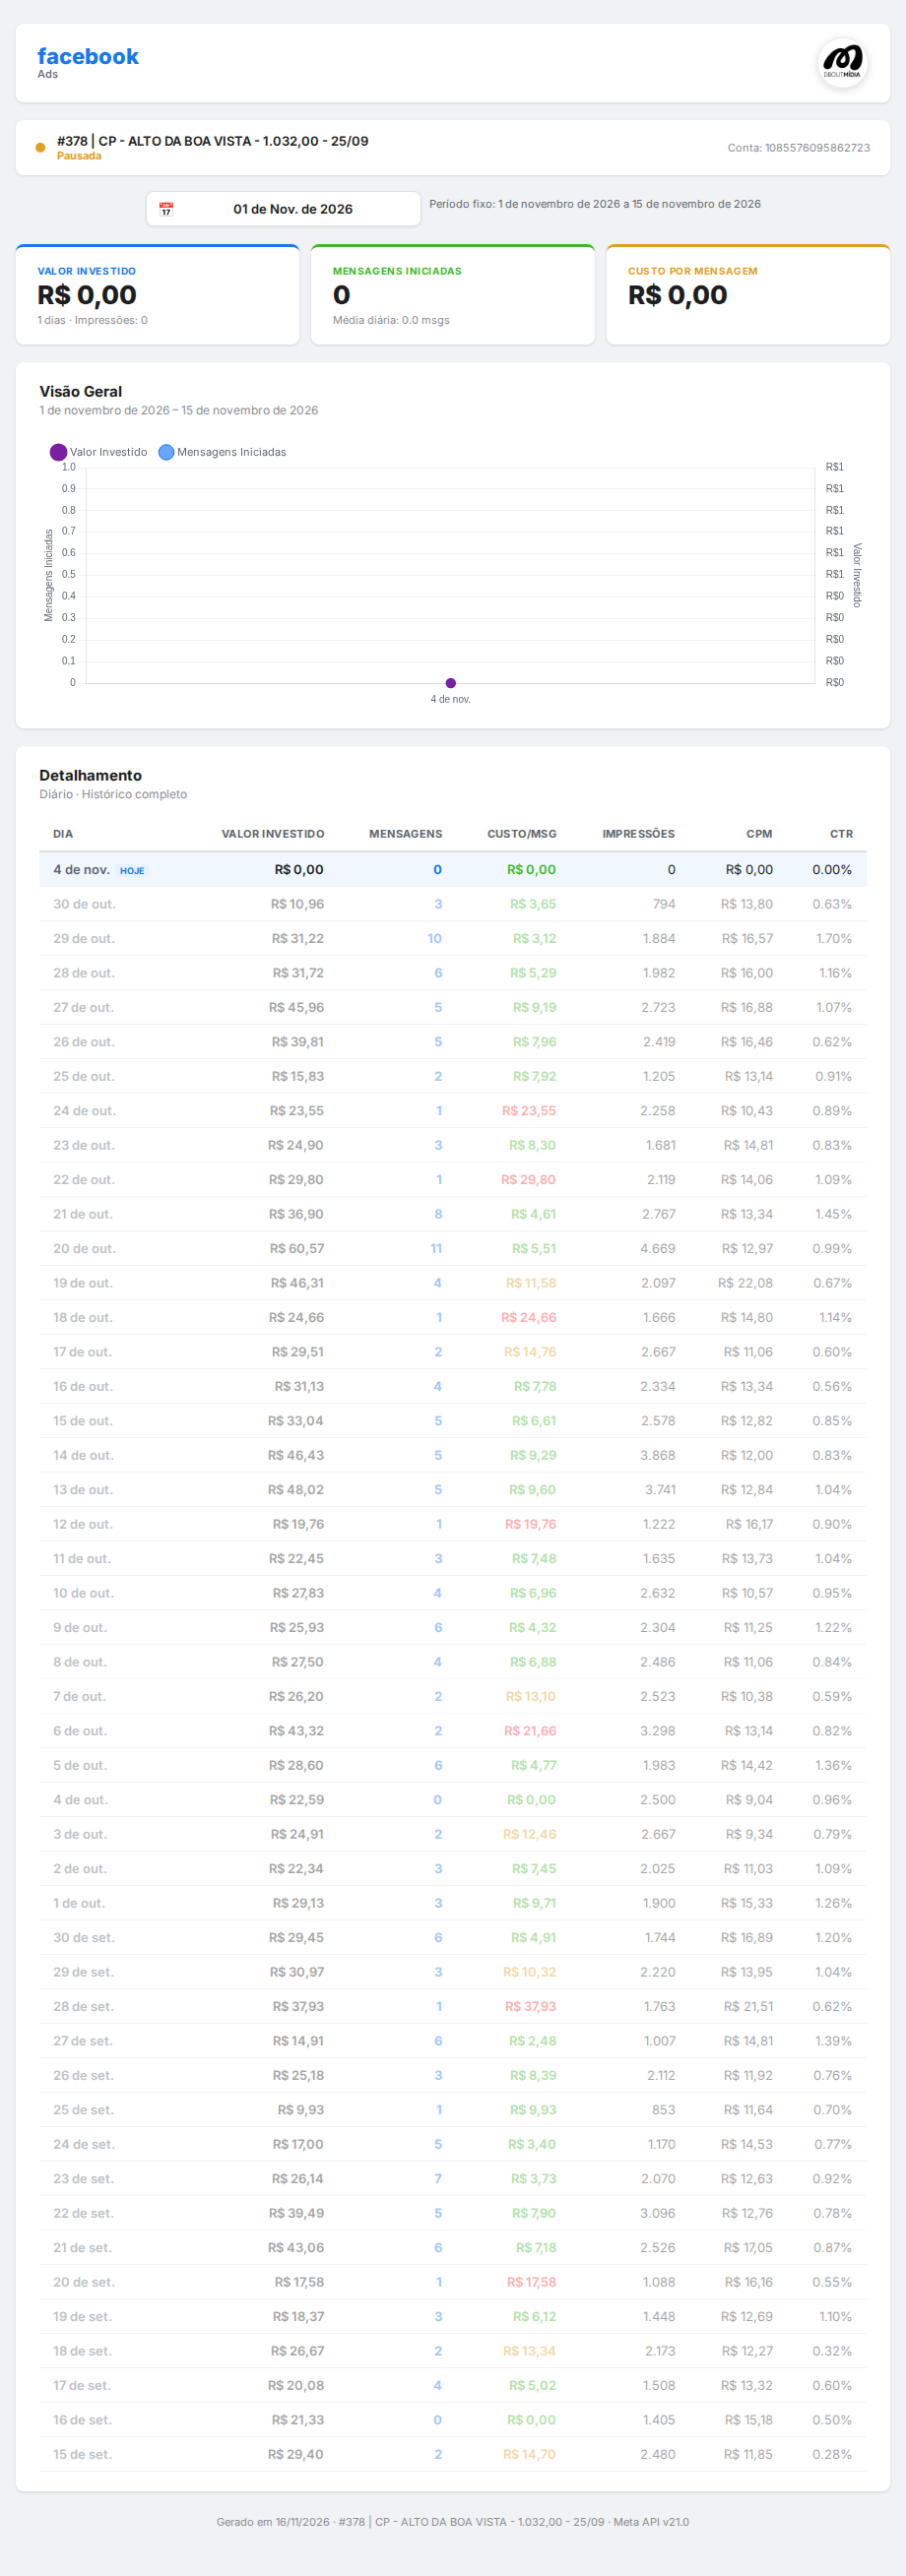 facebook
Ads
DBOUTMÍDIA
#378 | CP - ALTO DA BOA VISTA - 1.032,00 - 25/09
Pausada
Conta: 1085576095862723
01 de Nov. de 2026
Período fixo: 1 de novembro de 2026 a 15 de novembro de 2026
VALOR INVESTIDO
R$ 0,00
1 dias · Impressões: 0
MENSAGENS INICIADAS
0
Média diária: 0.0 msgs
CUSTO POR MENSAGEM
R$ 0,00
Visão Geral
1 de novembro de 2026 – 15 de novembro de 2026
Valor Investido Mensagens Iniciadas
1.0 R$1
0.9 R$1
0.8 R$1
0.7 R$1
0.6 R$1
0.5 R$1
0.4 R$0
0.3 R$0
0.2 R$0
0.1 R$0
0 R$0
Mensagens Iniciadas
Valor Investido
4 de nov.
Detalhamento
Diário · Histórico completo
DIA VALOR INVESTIDO MENSAGENS CUSTO/MSG IMPRESSÕES CPM CTR
4 de nov. HOJE R$ 0,00 0 R$ 0,00 0 R$ 0,00 0.00%
30 de out. R$ 10,96 3 R$ 3,65 794 R$ 13,80 0.63%
29 de out. R$ 31,22 10 R$ 3,12 1.884 R$ 16,57 1.70%
28 de out. R$ 31,72 6 R$ 5,29 1.982 R$ 16,00 1.16%
27 de out. R$ 45,96 5 R$ 9,19 2.723 R$ 16,88 1.07%
26 de out. R$ 39,81 5 R$ 7,96 2.419 R$ 16,46 0.62%
25 de out. R$ 15,83 2 R$ 7,92 1.205 R$ 13,14 0.91%
24 de out. R$ 23,55 1 R$ 23,55 2.258 R$ 10,43 0.89%
23 de out. R$ 24,90 3 R$ 8,30 1.681 R$ 14,81 0.83%
22 de out. R$ 29,80 1 R$ 29,80 2.119 R$ 14,06 1.09%
21 de out. R$ 36,90 8 R$ 4,61 2.767 R$ 13,34 1.45%
20 de out. R$ 60,57 11 R$ 5,51 4.669 R$ 12,97 0.99%
19 de out. R$ 46,31 4 R$ 11,58 2.097 R$ 22,08 0.67%
18 de out. R$ 24,66 1 R$ 24,66 1.666 R$ 14,80 1.14%
17 de out. R$ 29,51 2 R$ 14,76 2.667 R$ 11,06 0.60%
16 de out. R$ 31,13 4 R$ 7,78 2.334 R$ 13,34 0.56%
15 de out. R$ 33,04 5 R$ 6,61 2.578 R$ 12,82 0.85%
14 de out. R$ 46,43 5 R$ 9,29 3.868 R$ 12,00 0.83%
13 de out. R$ 48,02 5 R$ 9,60 3.741 R$ 12,84 1.04%
12 de out. R$ 19,76 1 R$ 19,76 1.222 R$ 16,17 0.90%
11 de out. R$ 22,45 3 R$ 7,48 1.635 R$ 13,73 1.04%
10 de out. R$ 27,83 4 R$ 6,96 2.632 R$ 10,57 0.95%
9 de out. R$ 25,93 6 R$ 4,32 2.304 R$ 11,25 1.22%
8 de out. R$ 27,50 4 R$ 6,88 2.486 R$ 11,06 0.84%
7 de out. R$ 26,20 2 R$ 13,10 2.523 R$ 10,38 0.59%
6 de out. R$ 43,32 2 R$ 21,66 3.298 R$ 13,14 0.82%
5 de out. R$ 28,60 6 R$ 4,77 1.983 R$ 14,42 1.36%
4 de out. R$ 22,59 0 R$ 0,00 2.500 R$ 9,04 0.96%
3 de out. R$ 24,91 2 R$ 12,46 2.667 R$ 9,34 0.79%
2 de out. R$ 22,34 3 R$ 7,45 2.025 R$ 11,03 1.09%
1 de out. R$ 29,13 3 R$ 9,71 1.900 R$ 15,33 1.26%
30 de set. R$ 29,45 6 R$ 4,91 1.744 R$ 16,89 1.20%
29 de set. R$ 30,97 3 R$ 10,32 2.220 R$ 13,95 1.04%
28 de set. R$ 37,93 1 R$ 37,93 1.763 R$ 21,51 0.62%
27 de set. R$ 14,91 6 R$ 2,48 1.007 R$ 14,81 1.39%
26 de set. R$ 25,18 3 R$ 8,39 2.112 R$ 11,92 0.76%
25 de set. R$ 9,93 1 R$ 9,93 853 R$ 11,64 0.70%
24 de set. R$ 17,00 5 R$ 3,40 1.170 R$ 14,53 0.77%
23 de set. R$ 26,14 7 R$ 3,73 2.070 R$ 12,63 0.92%
22 de set. R$ 39,49 5 R$ 7,90 3.096 R$ 12,76 0.78%
21 de set. R$ 43,06 6 R$ 7,18 2.526 R$ 17,05 0.87%
20 de set. R$ 17,58 1 R$ 17,58 1.088 R$ 16,16 0.55%
19 de set. R$ 18,37 3 R$ 6,12 1.448 R$ 12,69 1.10%
18 de set. R$ 26,67 2 R$ 13,34 2.173 R$ 12,27 0.32%
17 de set. R$ 20,08 4 R$ 5,02 1.508 R$ 13,32 0.60%
16 de set. R$ 21,33 0 R$ 0,00 1.405 R$ 15,18 0.50%
15 de set. R$ 29,40 2 R$ 14,70 2.480 R$ 11,85 0.28%
Gerado em 16/11/2026 · #378 | CP - ALTO DA BOA VISTA - 1.032,00 - 25/09 · Meta API v21.0